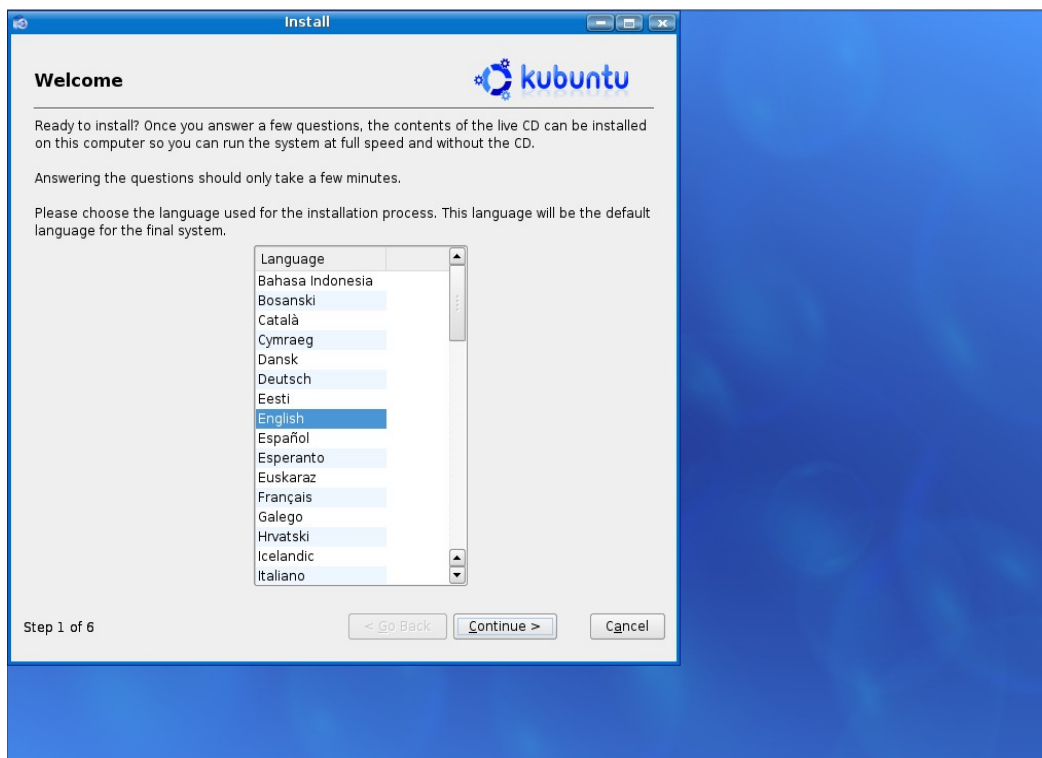 Install
Welcome
kubuntu
Ready to install? Once you answer a few questions, the contents of the live CD can be installed
on this computer so you can run the system at full speed and without the CD.
Answering the questions should only take a few minutes.
Please choose the language used for the installation process. This language will be the default
language for the final system.
Language
Bahasa Indonesia
Bosanski
Català
Cymraeg
Dansk
Deutsch
Eesti
English
Español
Esperanto
Euskaraz
Français
Galego
Hrvatski
Icelandic
Italiano
Step 1 of 6
< Go Back
Continue >
Cancel